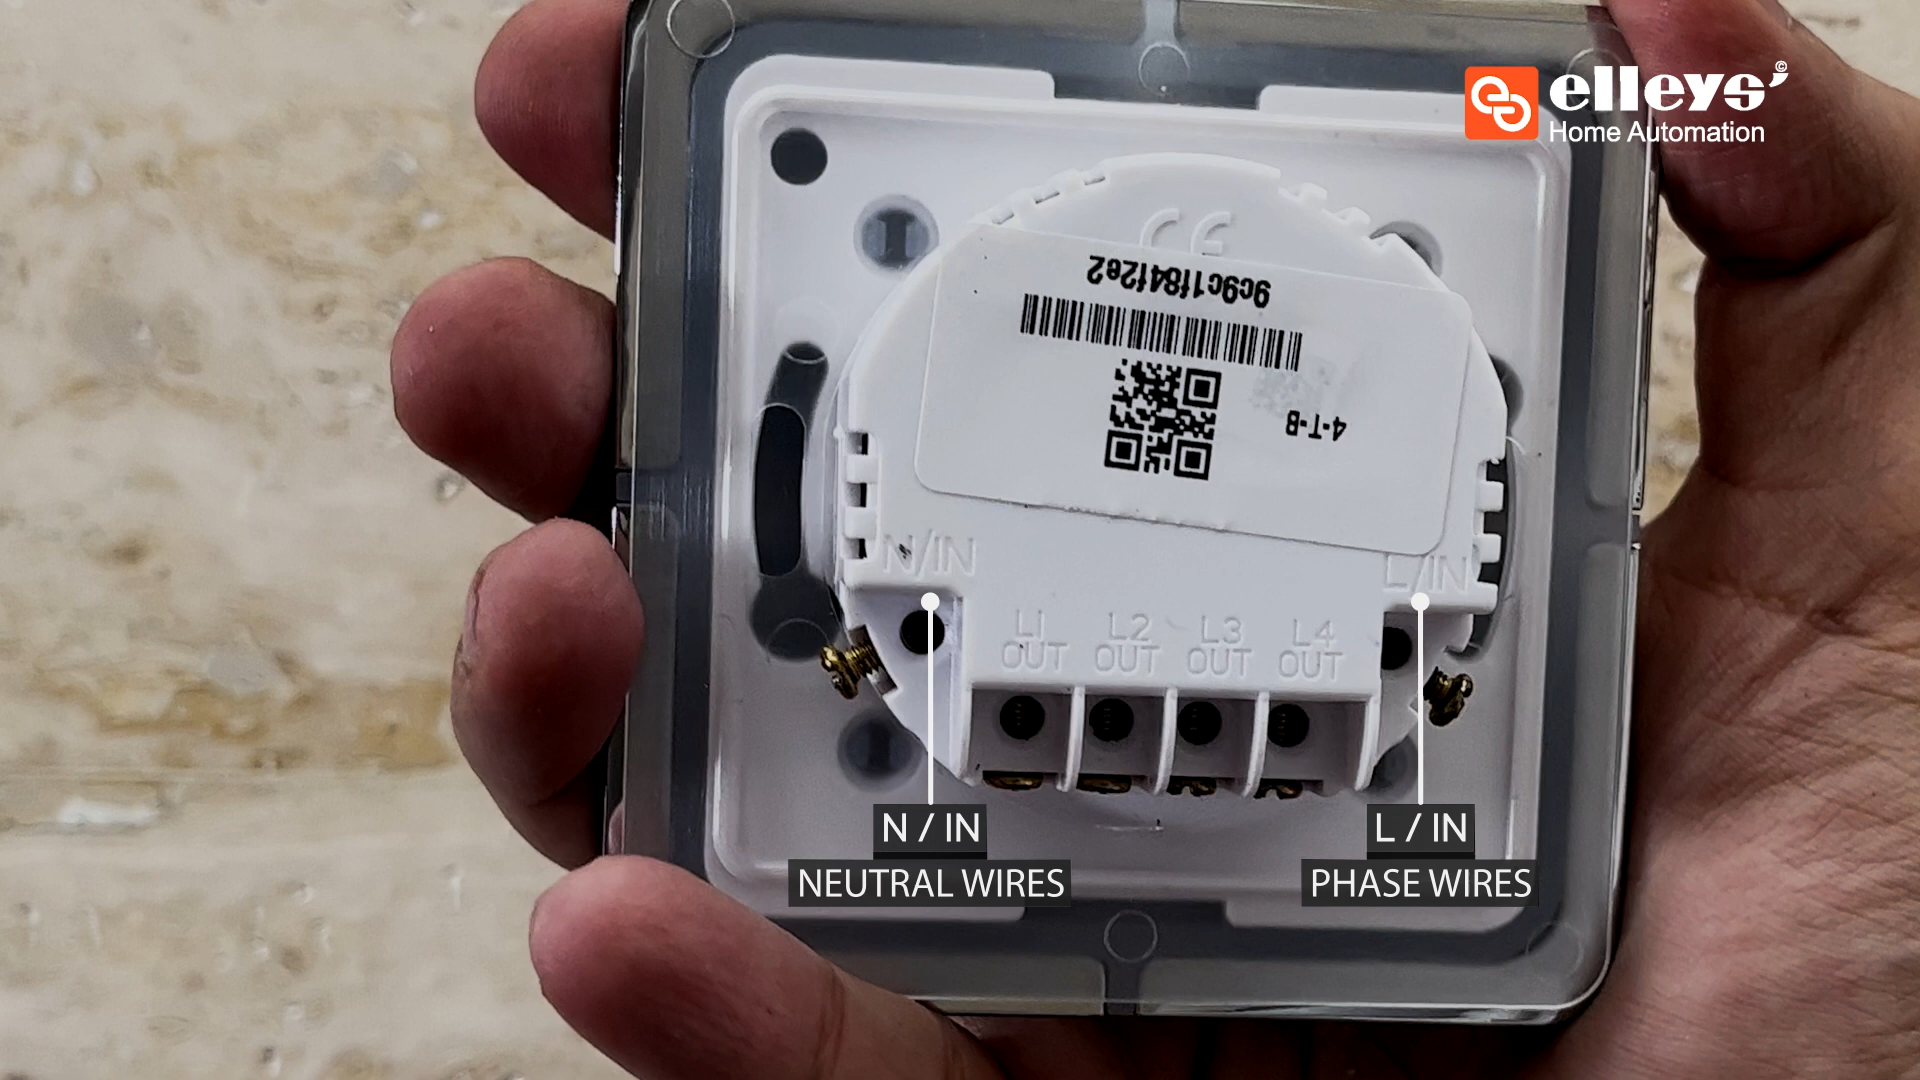 elleys’©
Home Automation
CE
9c9c1f84f2e2
4-T-B
N/IN
L/IN
L1 OUT
L2 OUT
L3 OUT
L4 OUT
N / IN
NEUTRAL WIRES
L / IN
PHASE WIRES